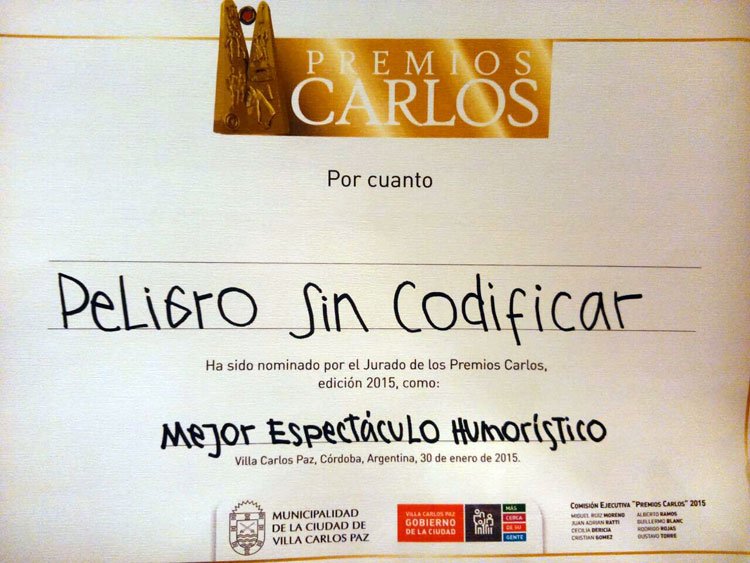 PREMIOS
CARLOS
Por cuanto
PELIGRO Sin Codificar
Ha sido nominado por el Jurado de los Premios Carlos,
edición 2015, como:
MEJOR ESPECTÁCULO HUMORÍSTICO
Villa Carlos Paz, Córdoba, Argentina, 30 de enero de 2015.
MUNICIPALIDAD
DE LA CIUDAD DE
VILLA CARLOS PAZ
VILLA CARLOS PAZ
GOBIERNO
DE LA CIUDAD
MÁS
CERCA
DE SU
GENTE
COMISIÓN EJECUTIVA "PREMIOS CARLOS" 2015
MIGUEL RUIZ MORENO
JUAN ADRIAN RATTI
CECILIA DERICIA
CRISTIAN GOMEZ
ALBERTO RAMOS
GUILLERMO BLANC
RODRIGO ROJAS
GUSTAVO TORRE